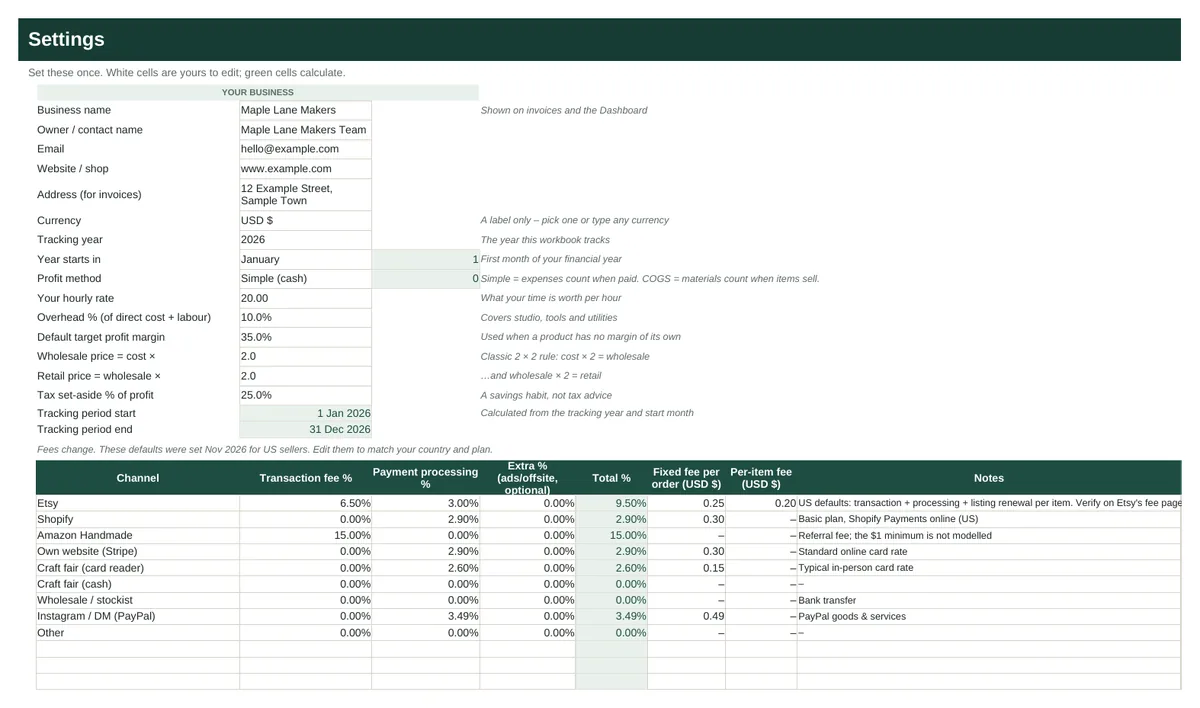 Settings
Set these once. White cells are yours to edit; green cells calculate.
YOUR BUSINESS
Business name Maple Lane Makers Shown on invoices and the Dashboard
Owner / contact name Maple Lane Makers Team
Email hello@example.com
Website / shop www.example.com
Address (for invoices) 12 Example Street,
Sample Town
Currency USD $ A label only – pick one or type any currency
Tracking year 2026 The year this workbook tracks
Year starts in January 1 First month of your financial year
Profit method Simple (cash) 0 Simple = expenses count when paid. COGS = materials count when items sell.
Your hourly rate 20.00 What your time is worth per hour
Overhead % (of direct cost + labour) 10.0% Covers studio, tools and utilities
Default target profit margin 35.0% Used when a product has no margin of its own
Wholesale price = cost × 2.0 Classic 2 × 2 rule: cost × 2 = wholesale
Retail price = wholesale × 2.0 …and wholesale × 2 = retail
Tax set-aside % of profit 25.0% A savings habit, not tax advice
Tracking period start 1 Jan 2026 Calculated from the tracking year and start month
Tracking period end 31 Dec 2026
Fees change. These defaults were set Nov 2026 for US sellers. Edit them to match your country and plan.
Channel Transaction fee % Payment processing % Extra % (ads/offsite, optional) Total % Fixed fee per order (USD $) Per-item fee (USD $) Notes
Etsy 6.50% 3.00% 0.00% 9.50% 0.25 0.20 US defaults: transaction + processing + listing renewal per item. Verify on Etsy's fee page
Shopify 0.00% 2.90% 0.00% 2.90% 0.30 – Basic plan, Shopify Payments online (US)
Amazon Handmade 15.00% 0.00% 0.00% 15.00% – – Referral fee; the $1 minimum is not modelled
Own website (Stripe) 0.00% 2.90% 0.00% 2.90% 0.30 – Standard online card rate
Craft fair (card reader) 0.00% 2.60% 0.00% 2.60% 0.15 – Typical in-person card rate
Craft fair (cash) 0.00% 0.00% 0.00% 0.00% – – –
Wholesale / stockist 0.00% 0.00% 0.00% 0.00% – – Bank transfer
Instagram / DM (PayPal) 0.00% 3.49% 0.00% 3.49% 0.49 – PayPal goods & services
Other 0.00% 0.00% 0.00% 0.00% – – –